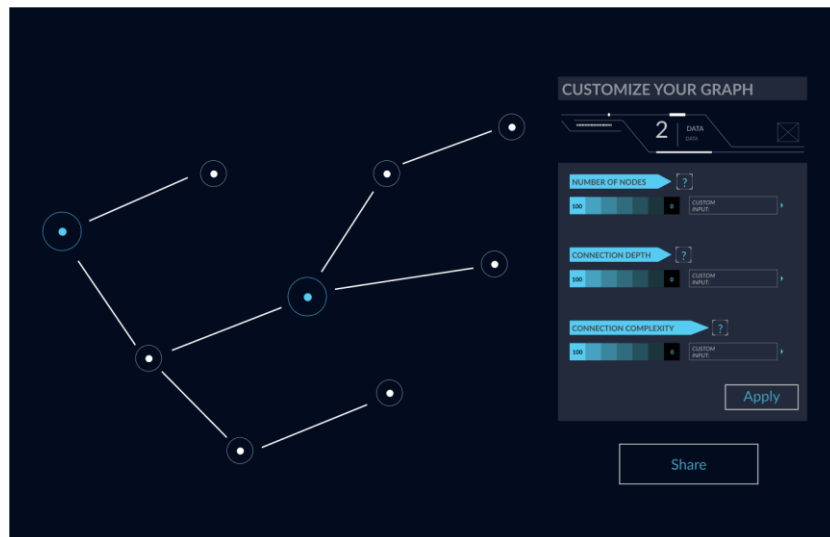 CUSTOMIZE YOUR GRAPH
2
DATA
DATA
NUMBER OF NODES
?
100
0
CUSTOM
INPUT:
CONNECTION DEPTH
?
100
0
CUSTOM
INPUT:
CONNECTION COMPLEXITY
?
100
0
CUSTOM
INPUT:
Apply
Share